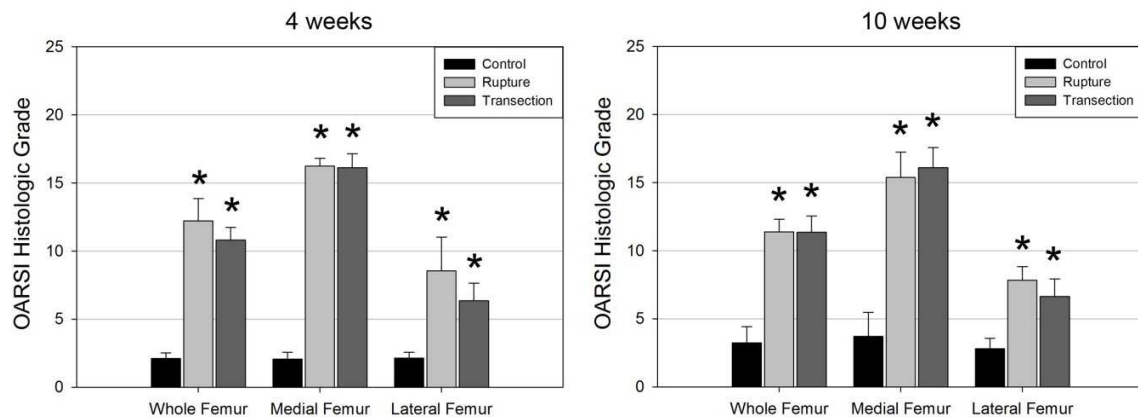 4 weeks
OARSI Histologic Grade
25
20
15
10
5
0
Control
Rupture
Transection
* * * * * *
Whole Femur Medial Femur Lateral Femur
10 weeks
OARSI Histologic Grade
25
20
15
10
5
0
Control
Rupture
Transection
* * * * * *
Whole Femur Medial Femur Lateral Femur